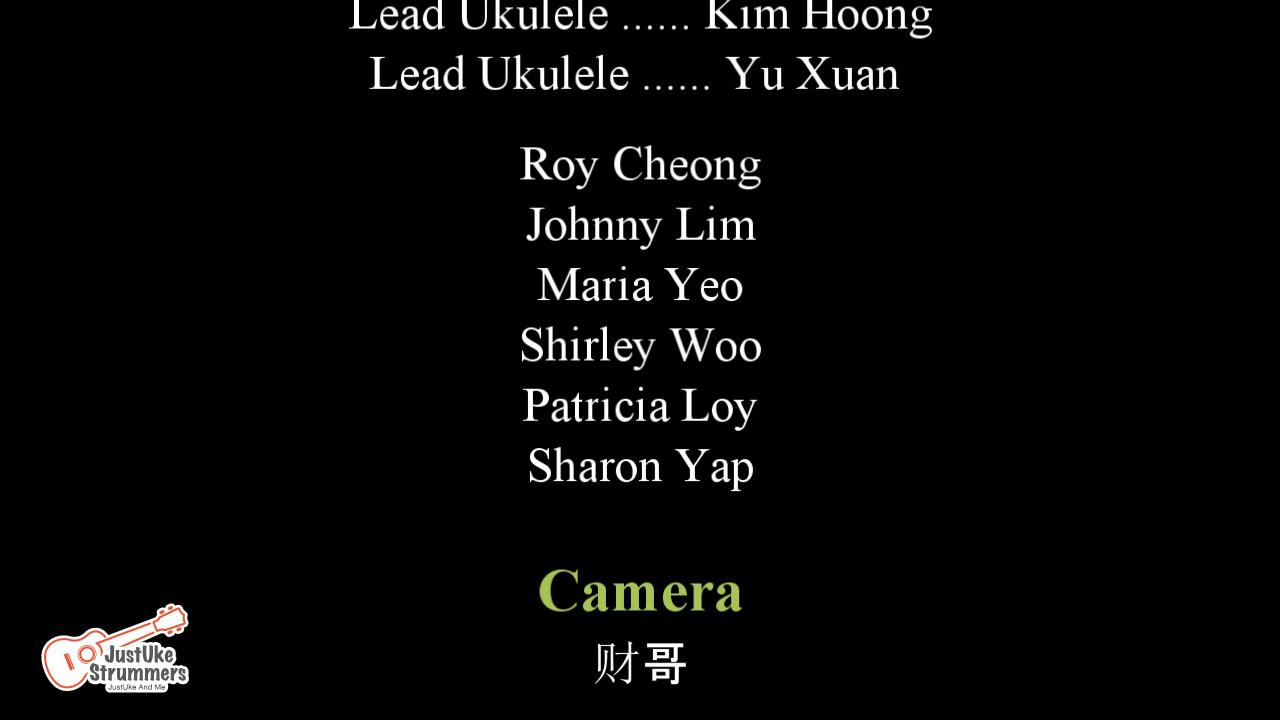 Lead Ukulele ...... Kim Hoong
Lead Ukulele ...... Yu Xuan
Roy Cheong
Johnny Lim
Maria Yeo
Shirley Woo
Patricia Loy
Sharon Yap
Camera
财哥
JustUke
Strummers
JustUke And Me